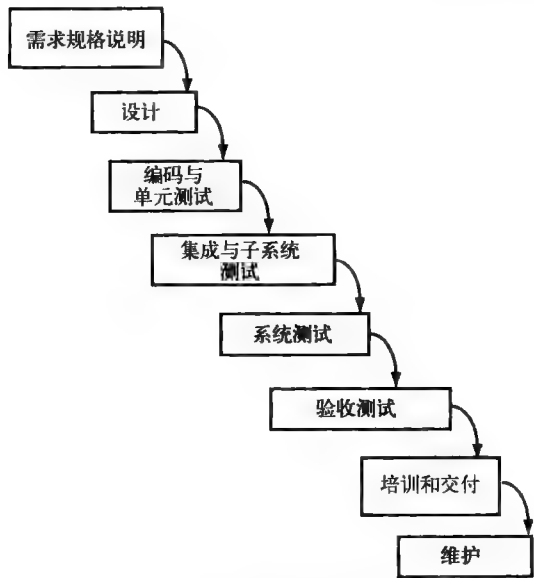 需求规格说明
设计
编码与
单元测试
集成与子系统
测试
系统测试
验收测试
培训和交付
维护